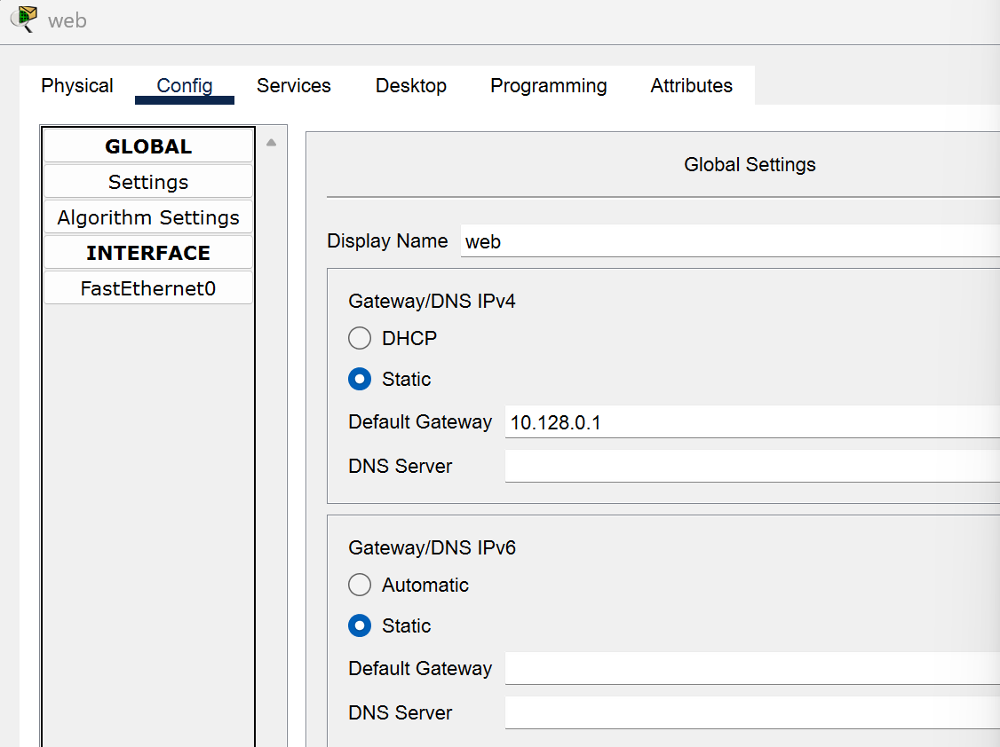 web
Physical Config Services Desktop Programming Attributes
GLOBAL
Settings
Algorithm Settings
INTERFACE
FastEthernet0
Global Settings
Display Name web
Gateway/DNS IPv4
DHCP
Static
Default Gateway 10.128.0.1
DNS Server
Gateway/DNS IPv6
Automatic
Static
Default Gateway
DNS Server